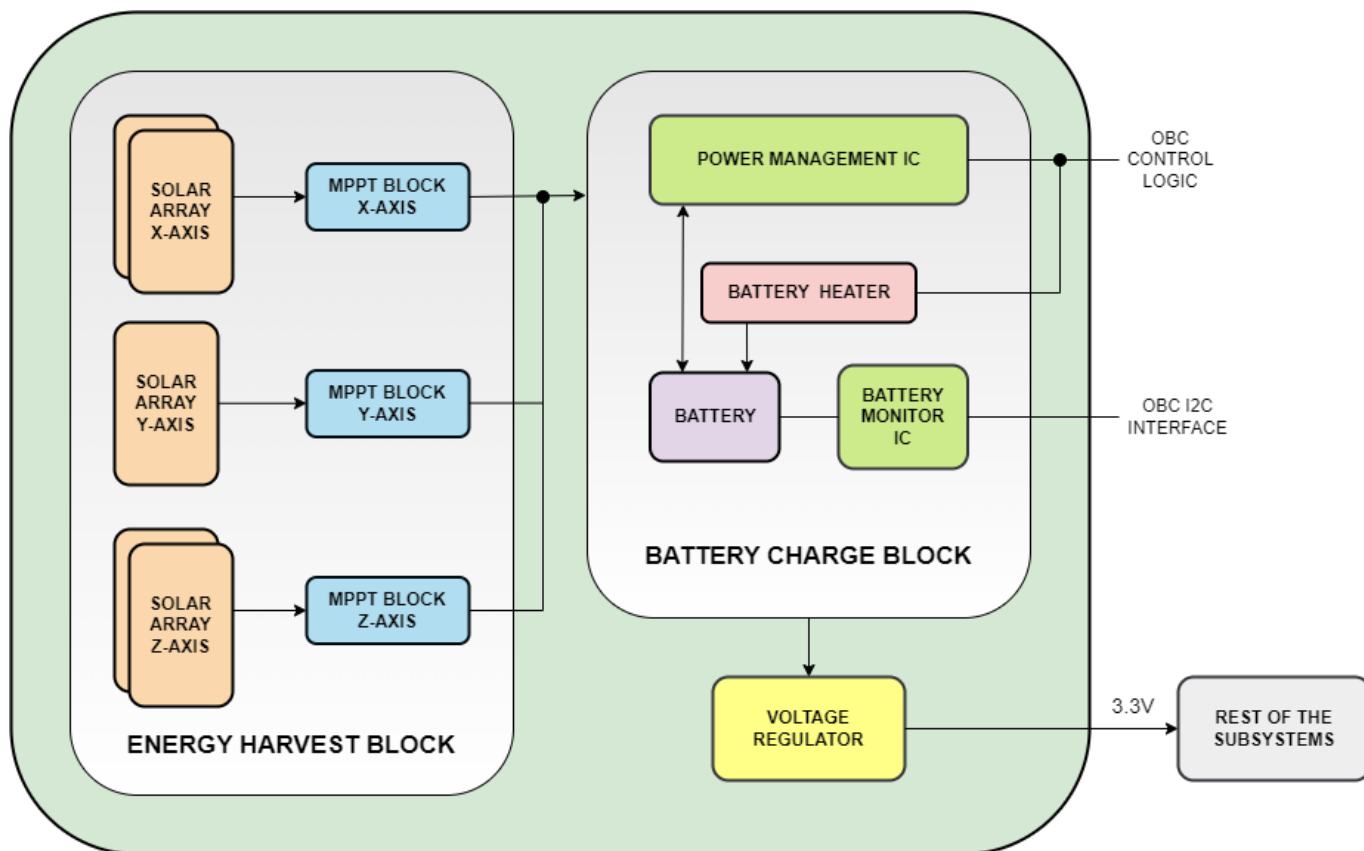 SOLAR
ARRAY
X-AXIS
MPPT BLOCK
X-AXIS
SOLAR
ARRAY
Y-AXIS
MPPT BLOCK
Y-AXIS
SOLAR
ARRAY
Z-AXIS
MPPT BLOCK
Z-AXIS
ENERGY HARVEST BLOCK
POWER MANAGEMENT IC
BATTERY HEATER
BATTERY
BATTERY
MONITOR
IC
BATTERY CHARGE BLOCK
OBC
CONTROL
LOGIC
OBC I2C
INTERFACE
VOLTAGE
REGULATOR
3.3V
REST OF THE
SUBSYSTEMS